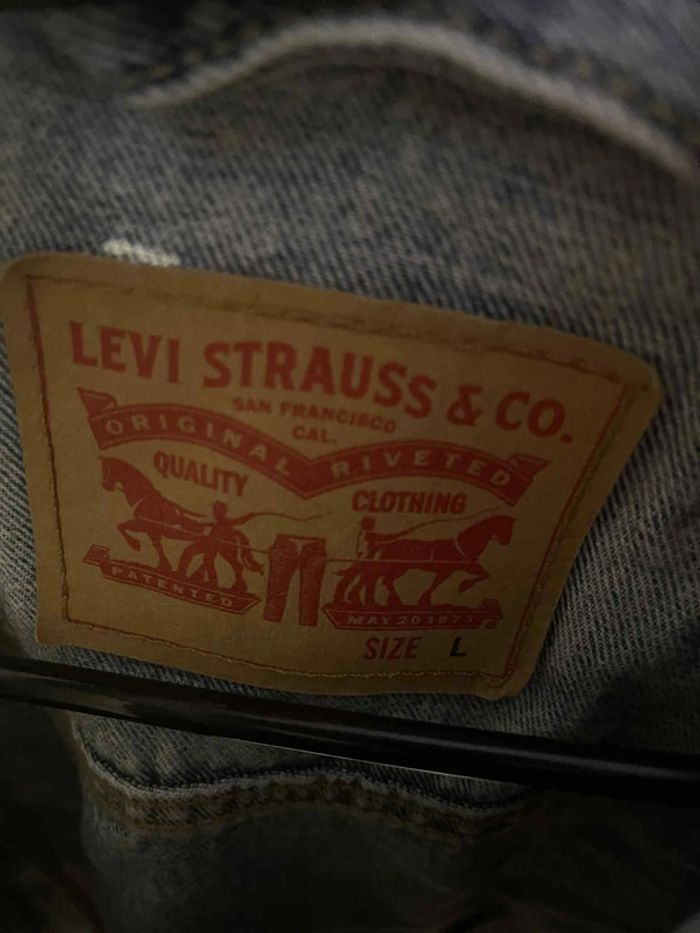 LEVI STRAUSS & CO.
SAN FRANCISCO
CAL.
ORIGINAL RIVETED
QUALITY CLOTHING
PATENTED MAY 20 1873
SIZE L